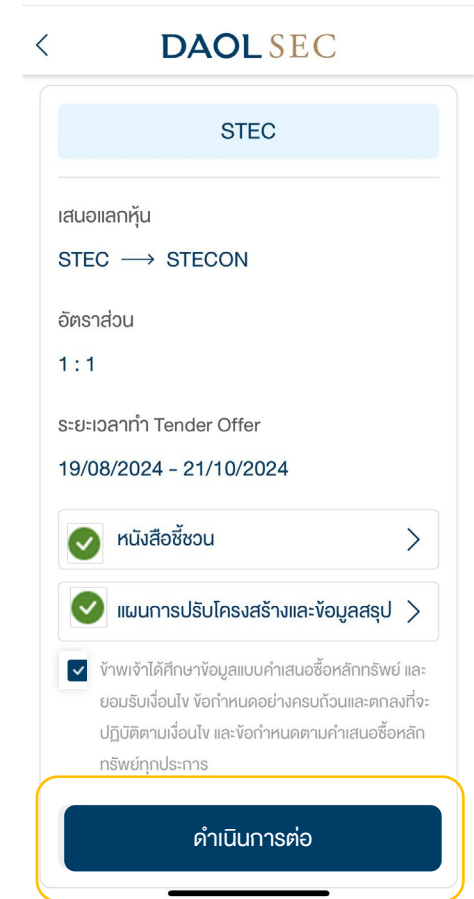 DAOL SEC
STEC
เสนอแลกหุ้น
STEC → STECON
อัตราส่วน
1 : 1
ระยะเวลาทำ Tender Offer
19/08/2024 - 21/10/2024
หนังสือชี้ชวน
แผนการปรับโครงสร้างและข้อมูลสรุป
ข้าพเจ้าได้ศึกษาข้อมูลแบบคำเสนอซื้อหลักทรัพย์ และ
ยอมรับเงื่อนไข ข้อกำหนดอย่างครบถ้วนและตกลงที่จะ
ปฏิบัติตามเงื่อนไข และข้อกำหนดตามคำเสนอซื้อหลัก
ทรัพย์ทุกประการ
ดำเนินการต่อ